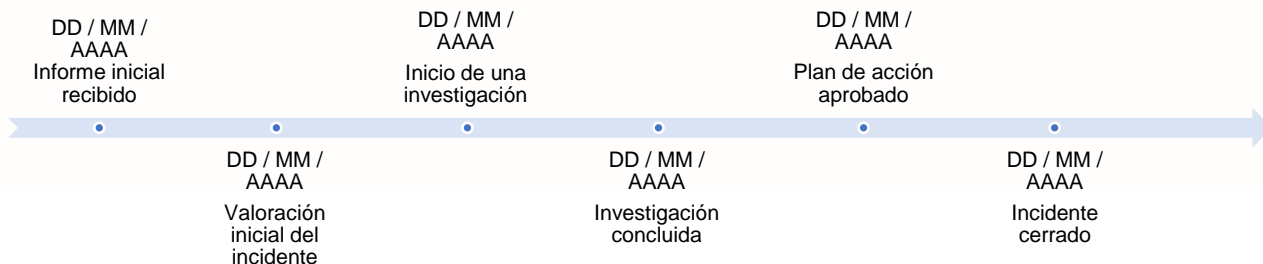 DD / MM /
AAAA
Informe inicial
recibido
DD / MM /
AAAA
Valoración
inicial del
incidente
DD / MM /
AAAA
Inicio de una
investigación
DD / MM /
AAAA
Investigación
concluida
DD / MM /
AAAA
Plan de acción
aprobado
DD / MM /
AAAA
Incidente
cerrado